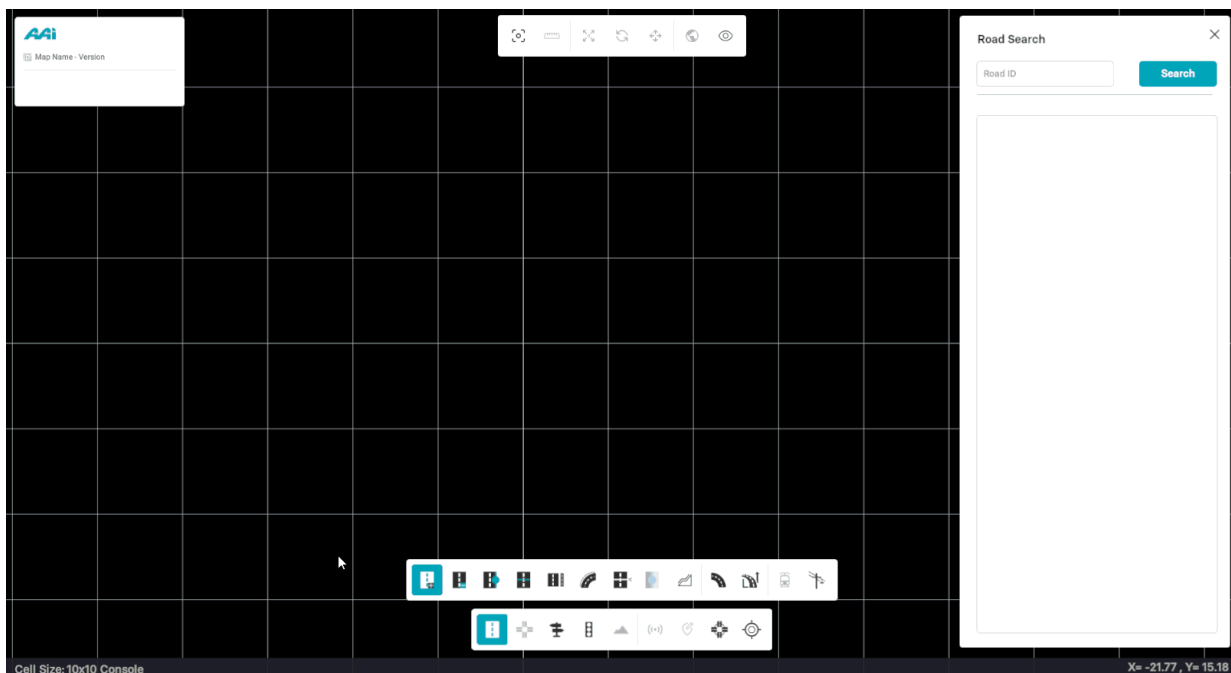 AAi
Map Name - Version
Road Search
Road ID
Search
Cell Size:10x10 Console
X= -21.77 , Y= 15.18